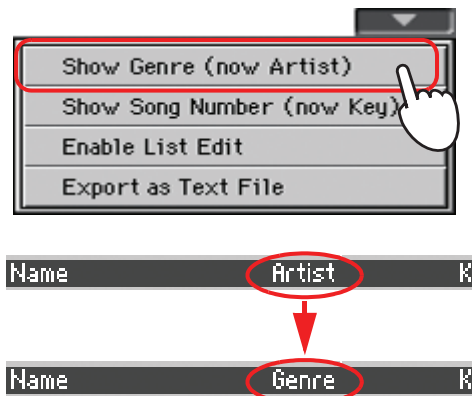 Show Genre (now Artist)
Show Song Number (now Key)
Enable List Edit
Export as Text File
Name Artist K
Name Genre K